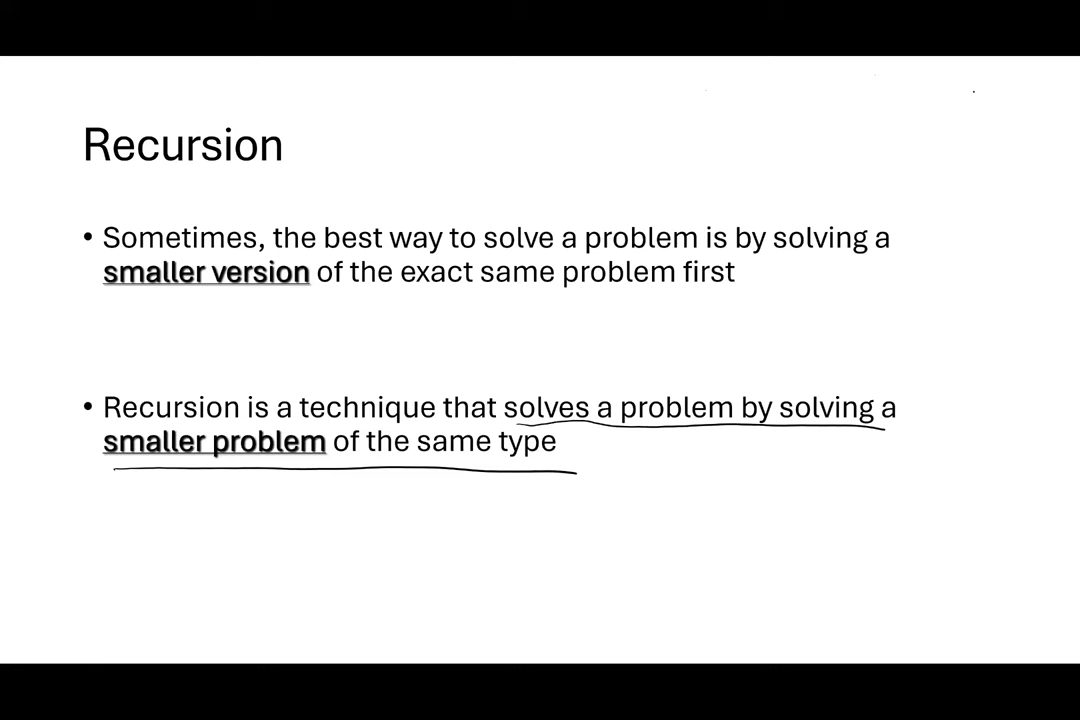 Recursion
• Sometimes, the best way to solve a problem is by solving a
smaller version of the exact same problem first
• Recursion is a technique that solves a problem by solving a
smaller problem of the same type